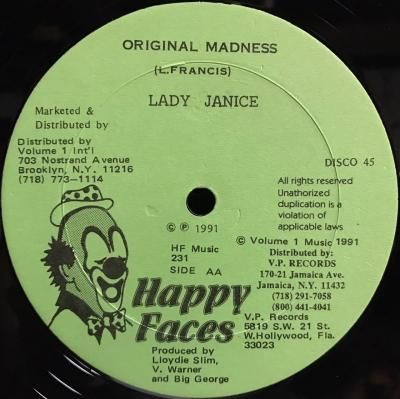 ORIGINAL MADNESS
(L.FRANCIS)
LADY JANICE
Marketed &
Distributed by
Distributed by
Volume 1 Int'l
703 Nostrand Avenue
Brooklyn, N.Y. 11216
(718) 773-1114
DISCO 45
All rights reserved
Unathorized
duplication is a
violation of
applicable laws
© ℗ 1991
HF Music
231
SIDE AA
© Volume 1 Music 1991
Distributed by:
V.P. RECORDS
170-21 Jamaica Ave.
Jamaica, N.Y. 11432
(718) 291-7058
(800) 441-4041
V.P. Records
5819 S.W. 21 St.
W.Hollywood, Fla.
33023
Happy
Faces
Produced by
Lloydie Slim,
V. Warner
and Big George